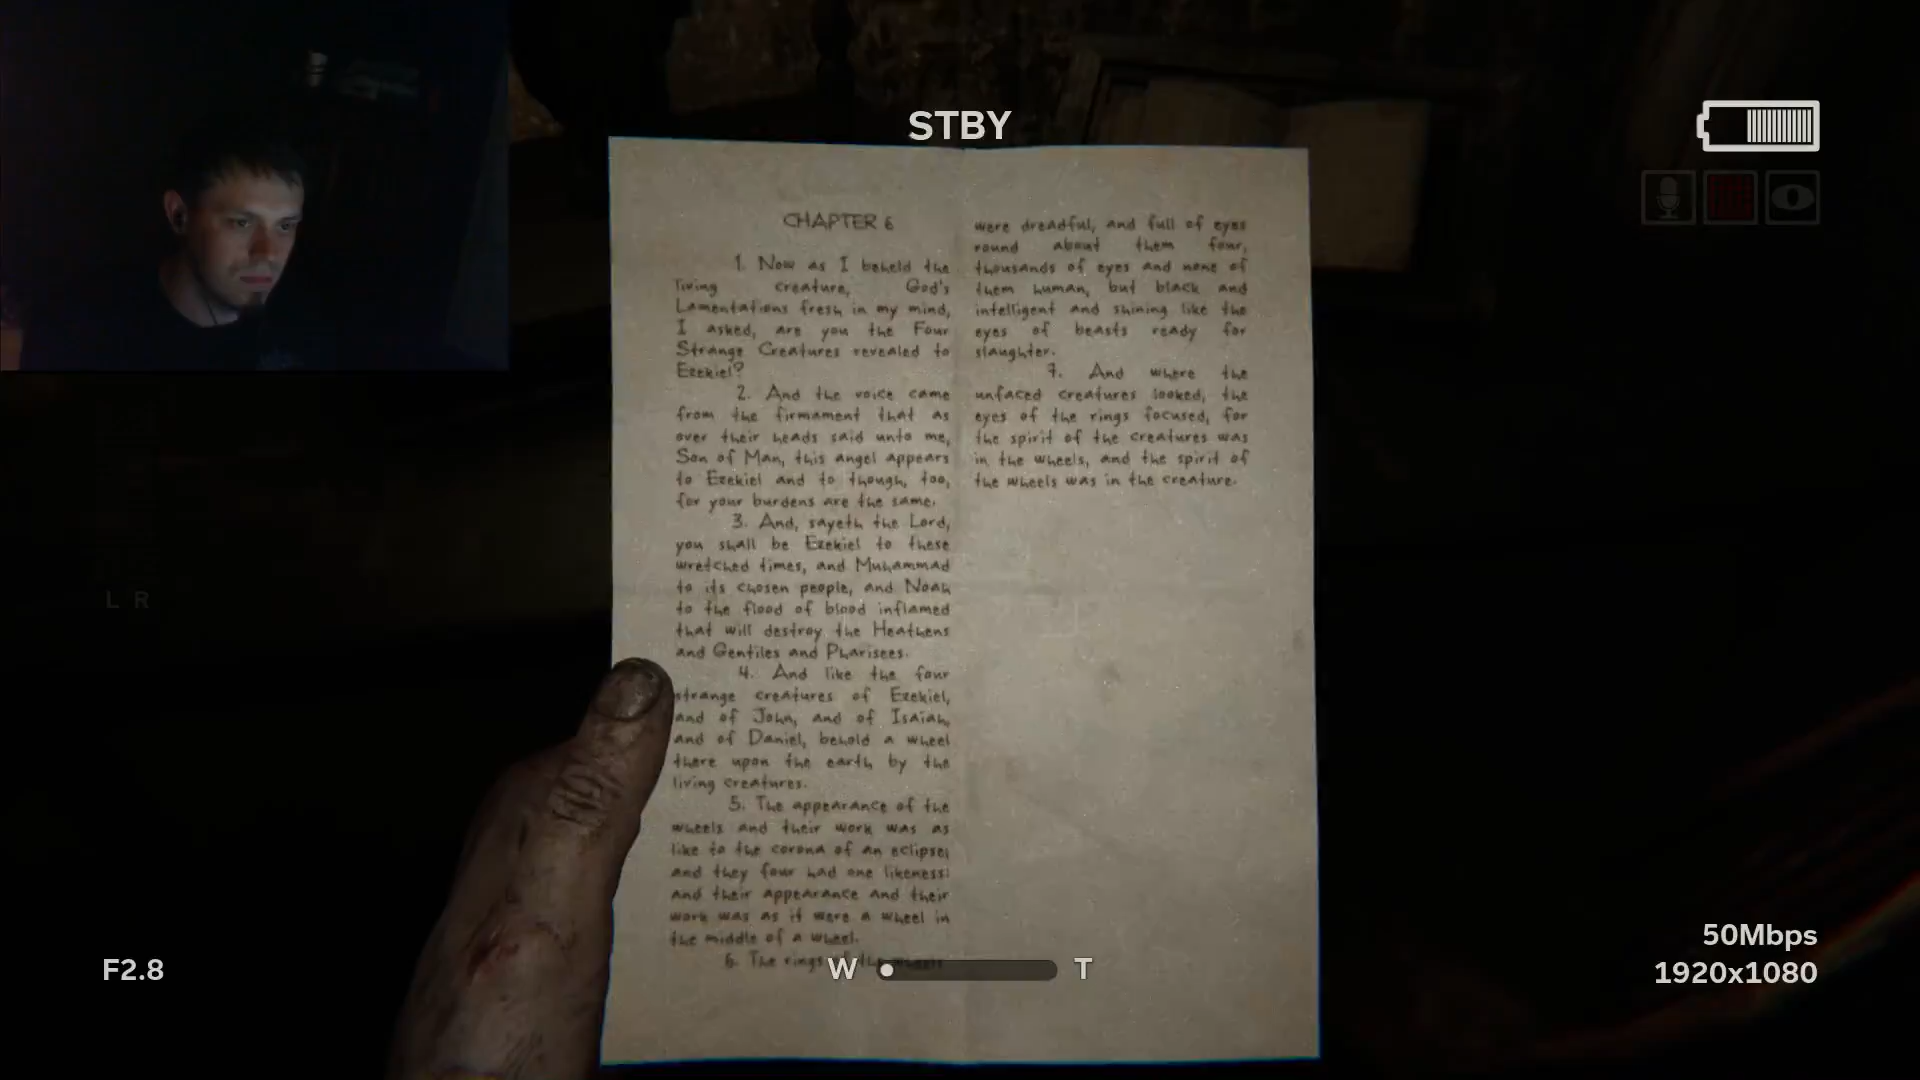 STBY
CHAPTER 6
1. Now as I beheld the
living creature, God's
Lamentations fresh in my mind,
I asked, are you the Four
Strange Creatures revealed to
Ezekiel?
2. And the voice came
from the firmament that as
over their heads said unto me,
Son of Man, this angel appears
to Ezekiel and to though, too,
for your burdens are the same.
3. And, sayeth the Lord,
you shall be Ezekiel to these
wretched times, and Muhammad
to its chosen people, and Noah
to the flood of blood inflamed
that will destroy the Heathens
and Gentiles and Pharisees.
4. And like the four
strange creatures of Ezekiel,
and of John, and of Isaiah,
and of Daniel, behold a wheel
there upon the earth by the
living creatures.
5. The appearance of the
wheels and their work was as
like to the corona of an eclipse;
and they four had one likeness:
and their appearance and their
work was as it were a wheel in
the middle of a wheel.
6. The rings of the wheels
were dreadful, and full of eyes
round about them four,
thousands of eyes and none of
them human, but black and
intelligent and shining like the
eyes of beasts ready for
slaughter.
7. And where the
unfaced creatures looked, the
eyes of the rings focused, for
the spirit of the creatures was
in the wheels, and the spirit of
the wheels was in the creature.
L R
F2.8
W T
50Mbps
1920x1080